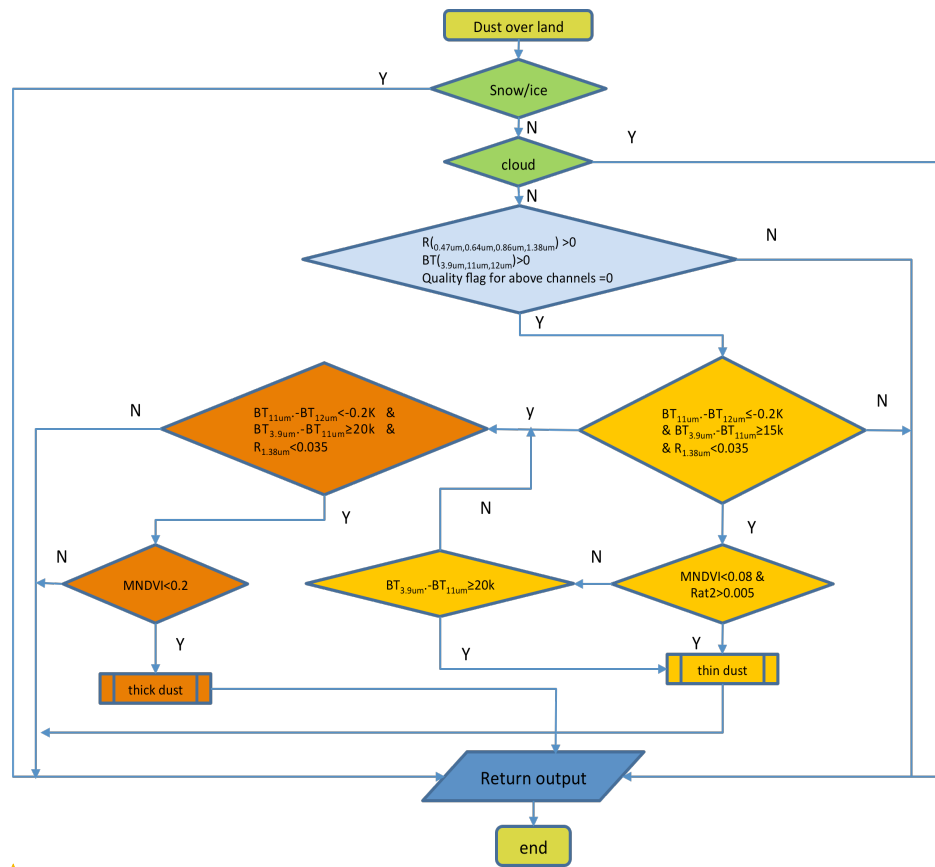 Dust over land
Y
Snow/ice
N
Y
cloud
N
R(0.47um,0.64um,0.86um,1.38um) >0
BT(3.9um,11um,12um)>0
Quality flag for above channels =0
N
Y
BT11um.-BT12um<-0.2K &
BT3.9um.-BT11um≥20k &
R1.38um<0.035
N
y
BT11um.-BT12um≤-0.2K
& BT3.9um.-BT11um≥15k
& R1.38um<0.035
N
Y
N
Y
MNDVI<0.2
N
BT3.9um.-BT11um≥20k
N
MNDVI<0.08 &
Rat2>0.005
Y
Y
Y
thick dust
thin dust
Return output
end